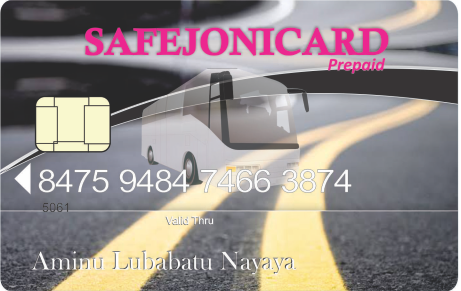 SAFEJONICARD
Prepaid
8475 9484 7466 3874
5061
Valid Thru
Aminu Lubabatu Nayaya